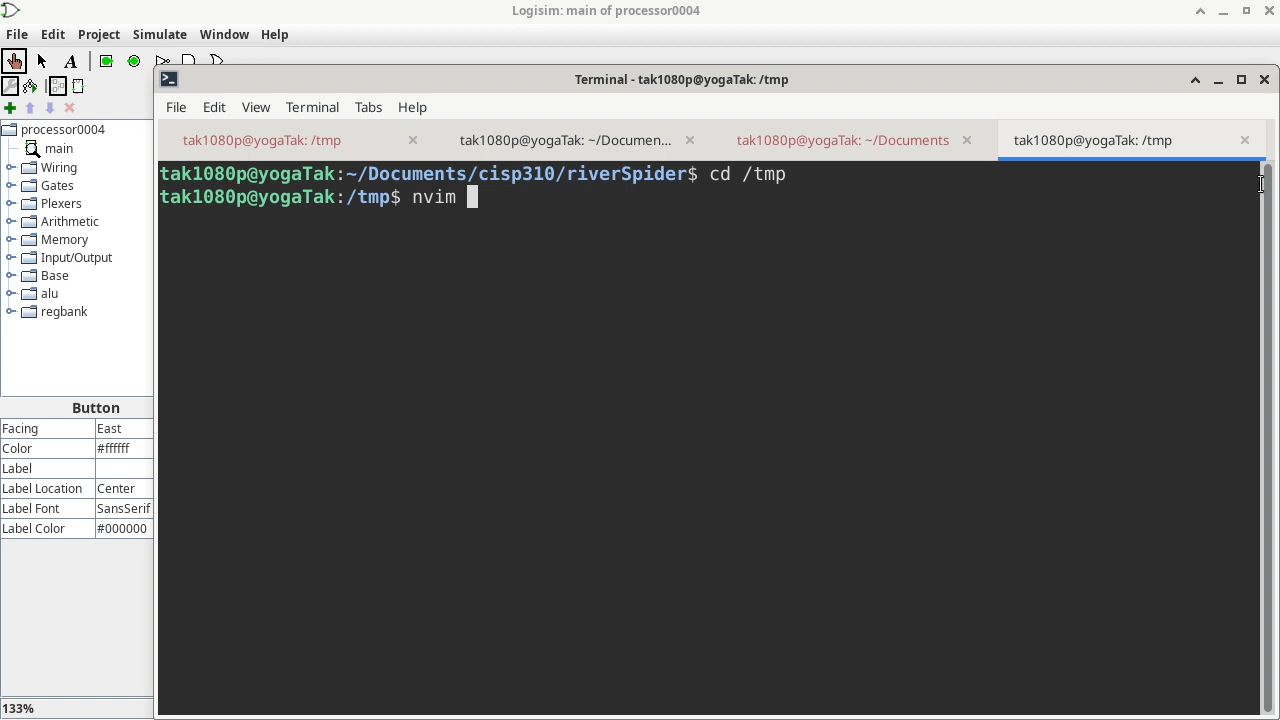 Logisim: main of processor0004
File Edit Project Simulate Window Help
A
Terminal - tak1080p@yogaTak: /tmp
File Edit View Terminal Tabs Help
tak1080p@yogaTak: /tmp
tak1080p@yogaTak: ~/Documen...
tak1080p@yogaTak: ~/Documents
tak1080p@yogaTak: /tmp
tak1080p@yogaTak:~/Documents/cisp310/riverSpider$ cd /tmp
tak1080p@yogaTak:/tmp$ nvim
processor0004
main
Wiring
Gates
Plexers
Arithmetic
Memory
Input/Output
Base
alu
regbank
Button
Facing East
Color #ffffff
Label
Label Location Center
Label Font SansSerif
Label Color #000000
133%